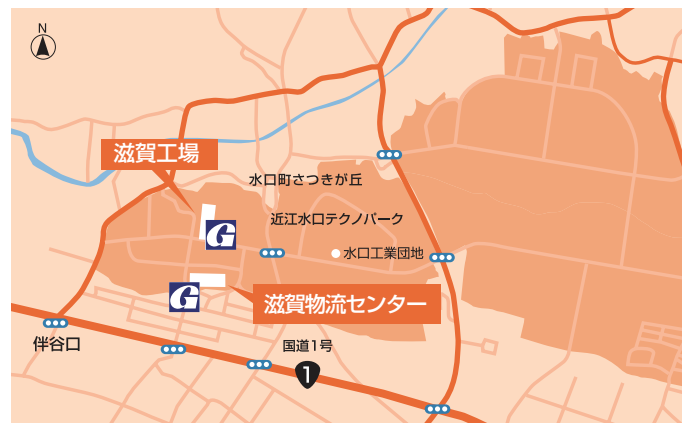 N
滋賀工場
水口町さつきが丘
近江水口テクノパーク
G
水口工業団地
G
滋賀物流センター
伴谷口
国道1号
1